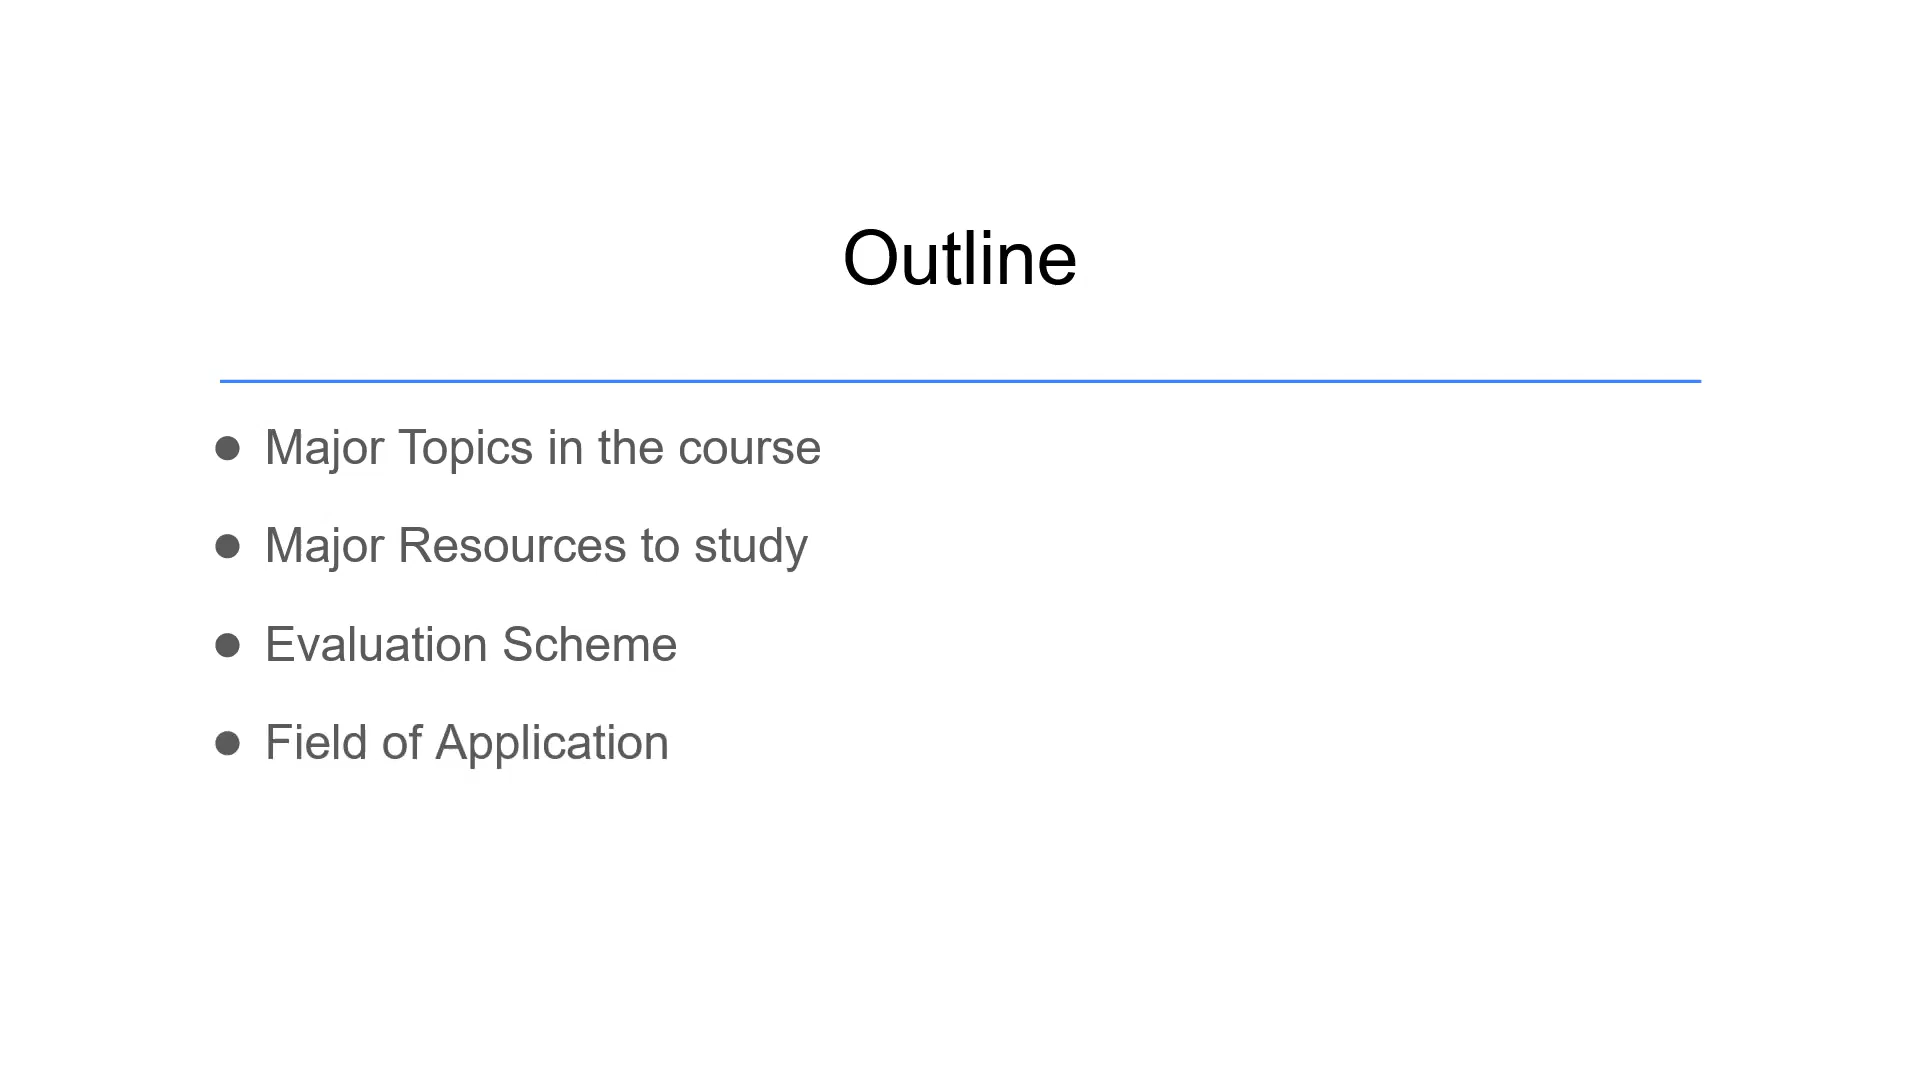 Outline
● Major Topics in the course
● Major Resources to study
● Evaluation Scheme
● Field of Application